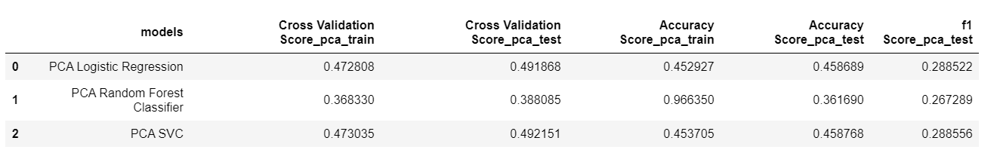 models Cross Validation Score_pca_train Cross Validation Score_pca_test Accuracy Score_pca_train Accuracy Score_pca_test f1 Score_pca_test
0 PCA Logistic Regression 0.472808 0.491868 0.452927 0.458689 0.288522
1 PCA Random Forest Classifier 0.368330 0.388085 0.966350 0.361690 0.267289
2 PCA SVC 0.473035 0.492151 0.453705 0.458768 0.288556